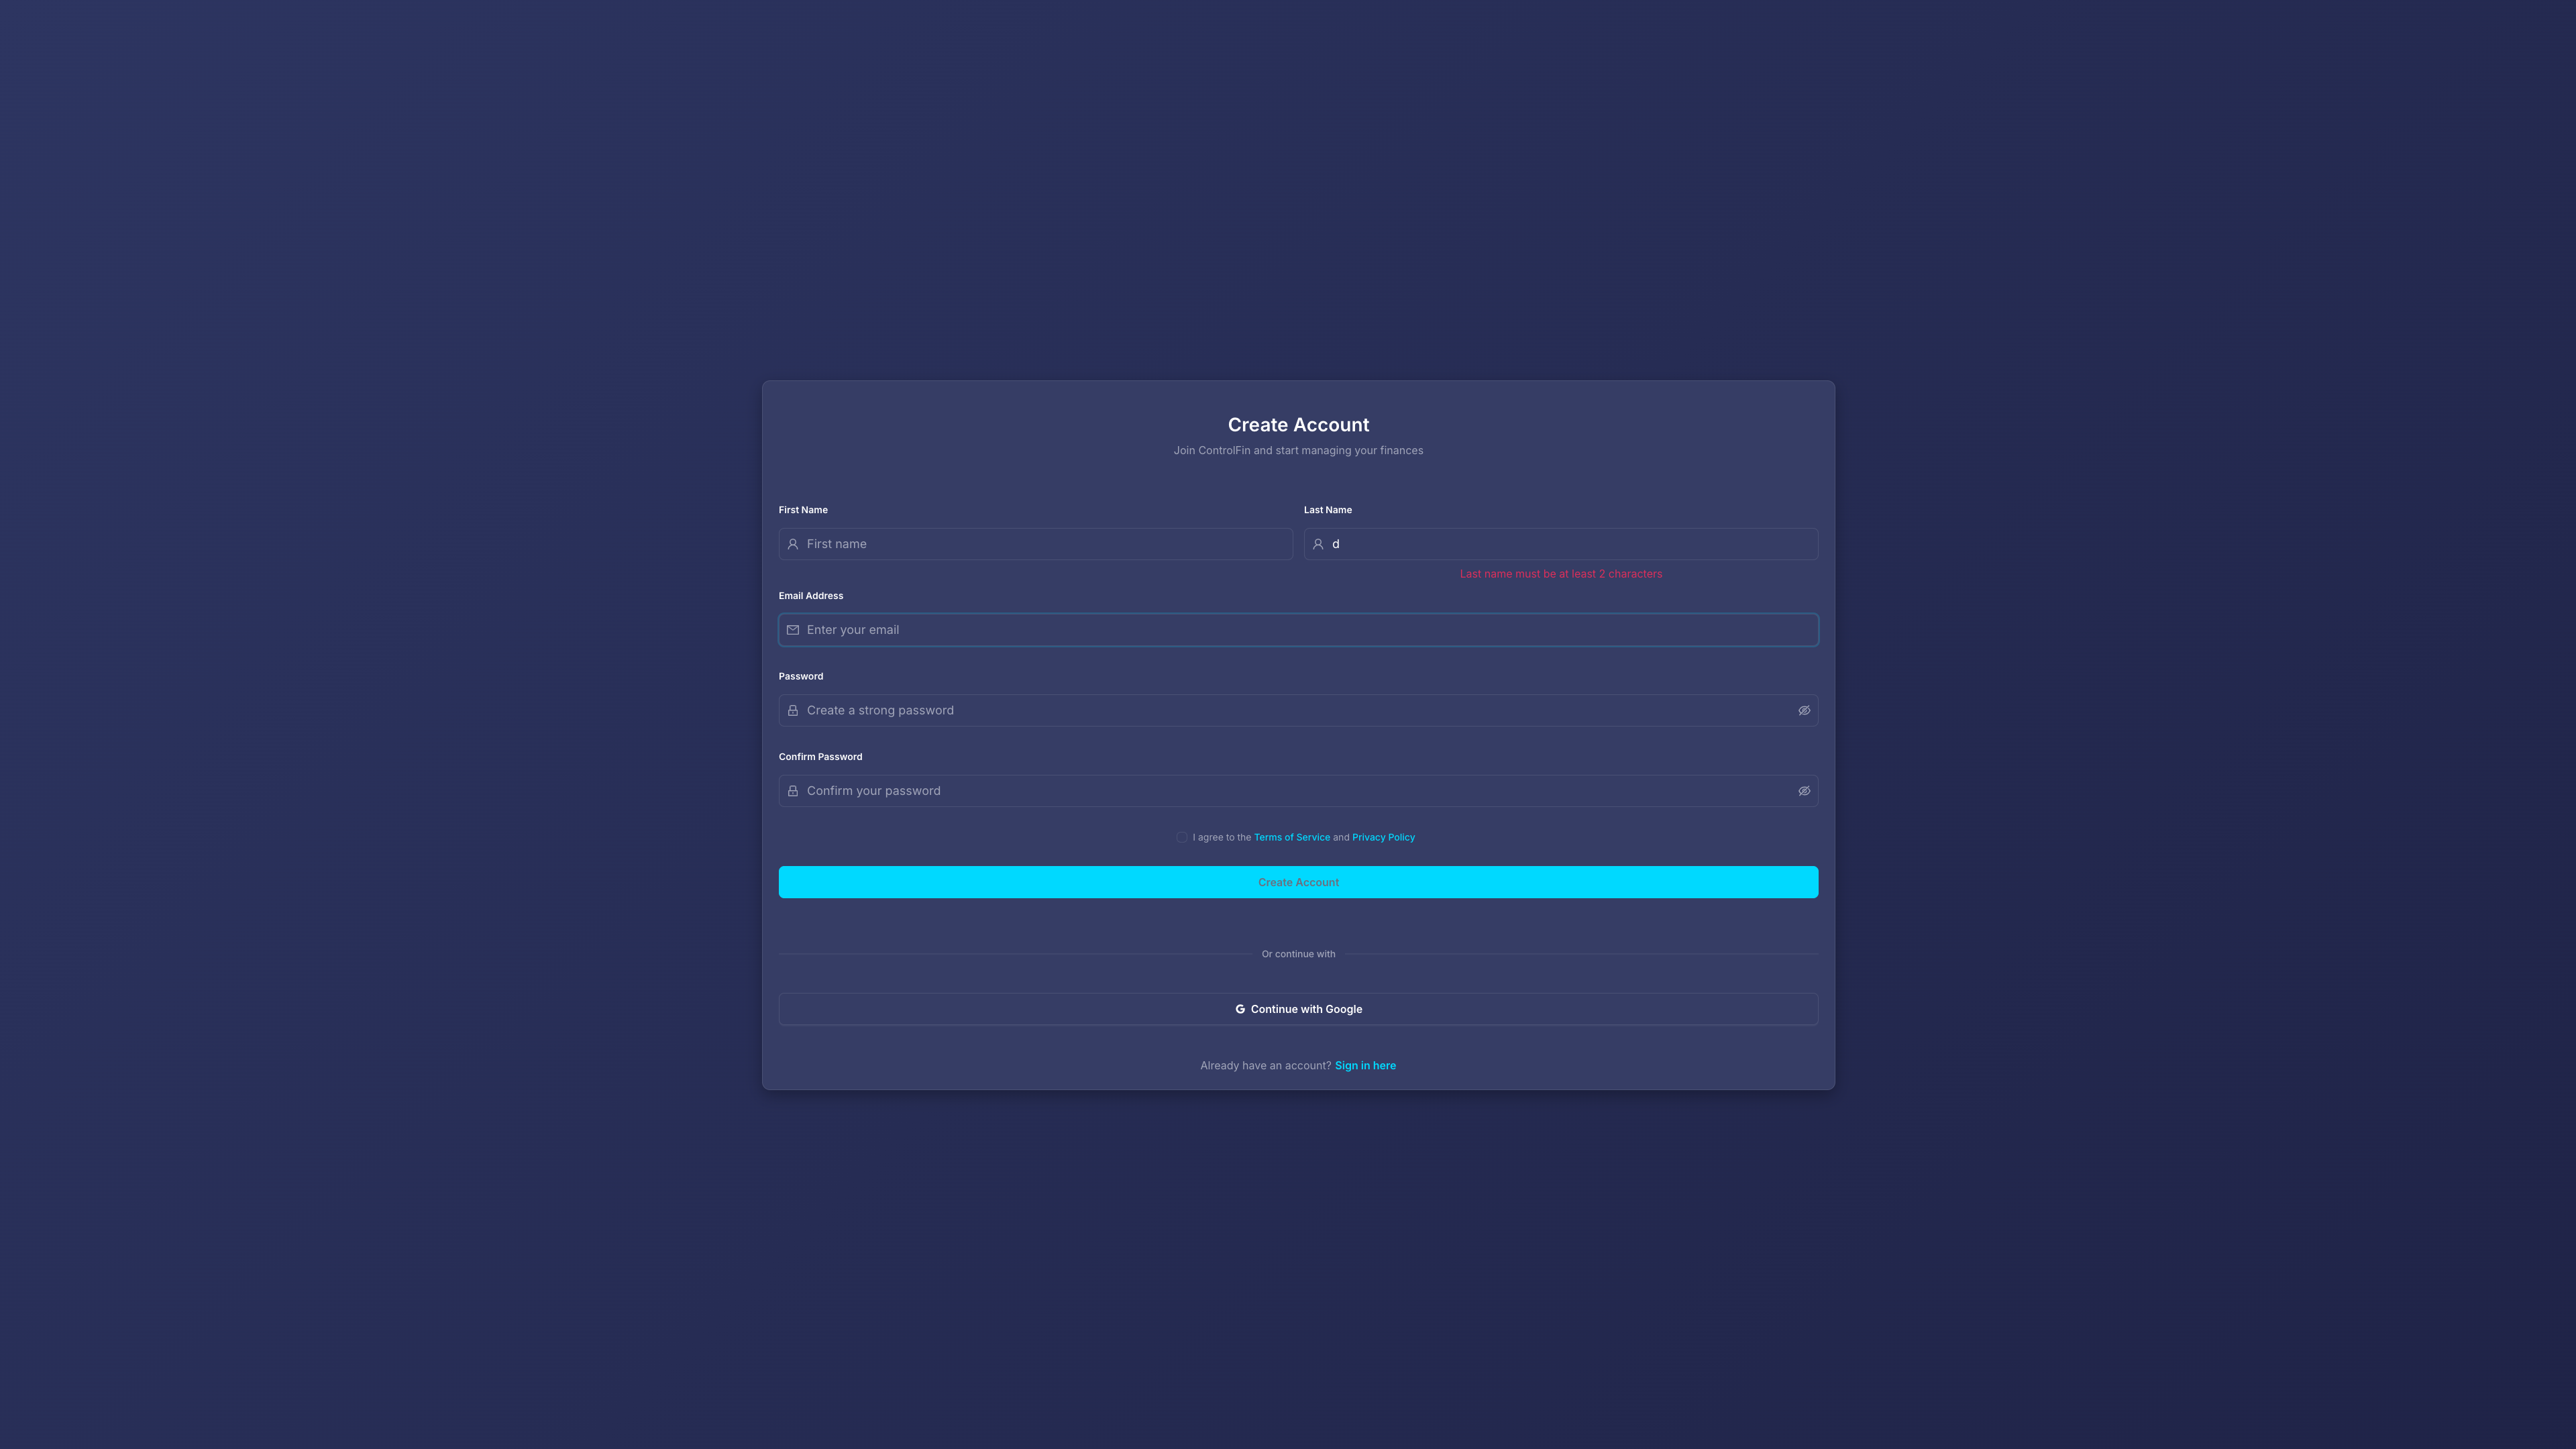 Create Account
Join ControlFin and start managing your finances
First Name
Last Name
First name
d
Last name must be at least 2 characters
Email Address
Enter your email
Password
Create a strong password
Confirm Password
Confirm your password
I agree to the Terms of Service and Privacy Policy
Create Account
Or continue with
Continue with Google
Already have an account? Sign in here